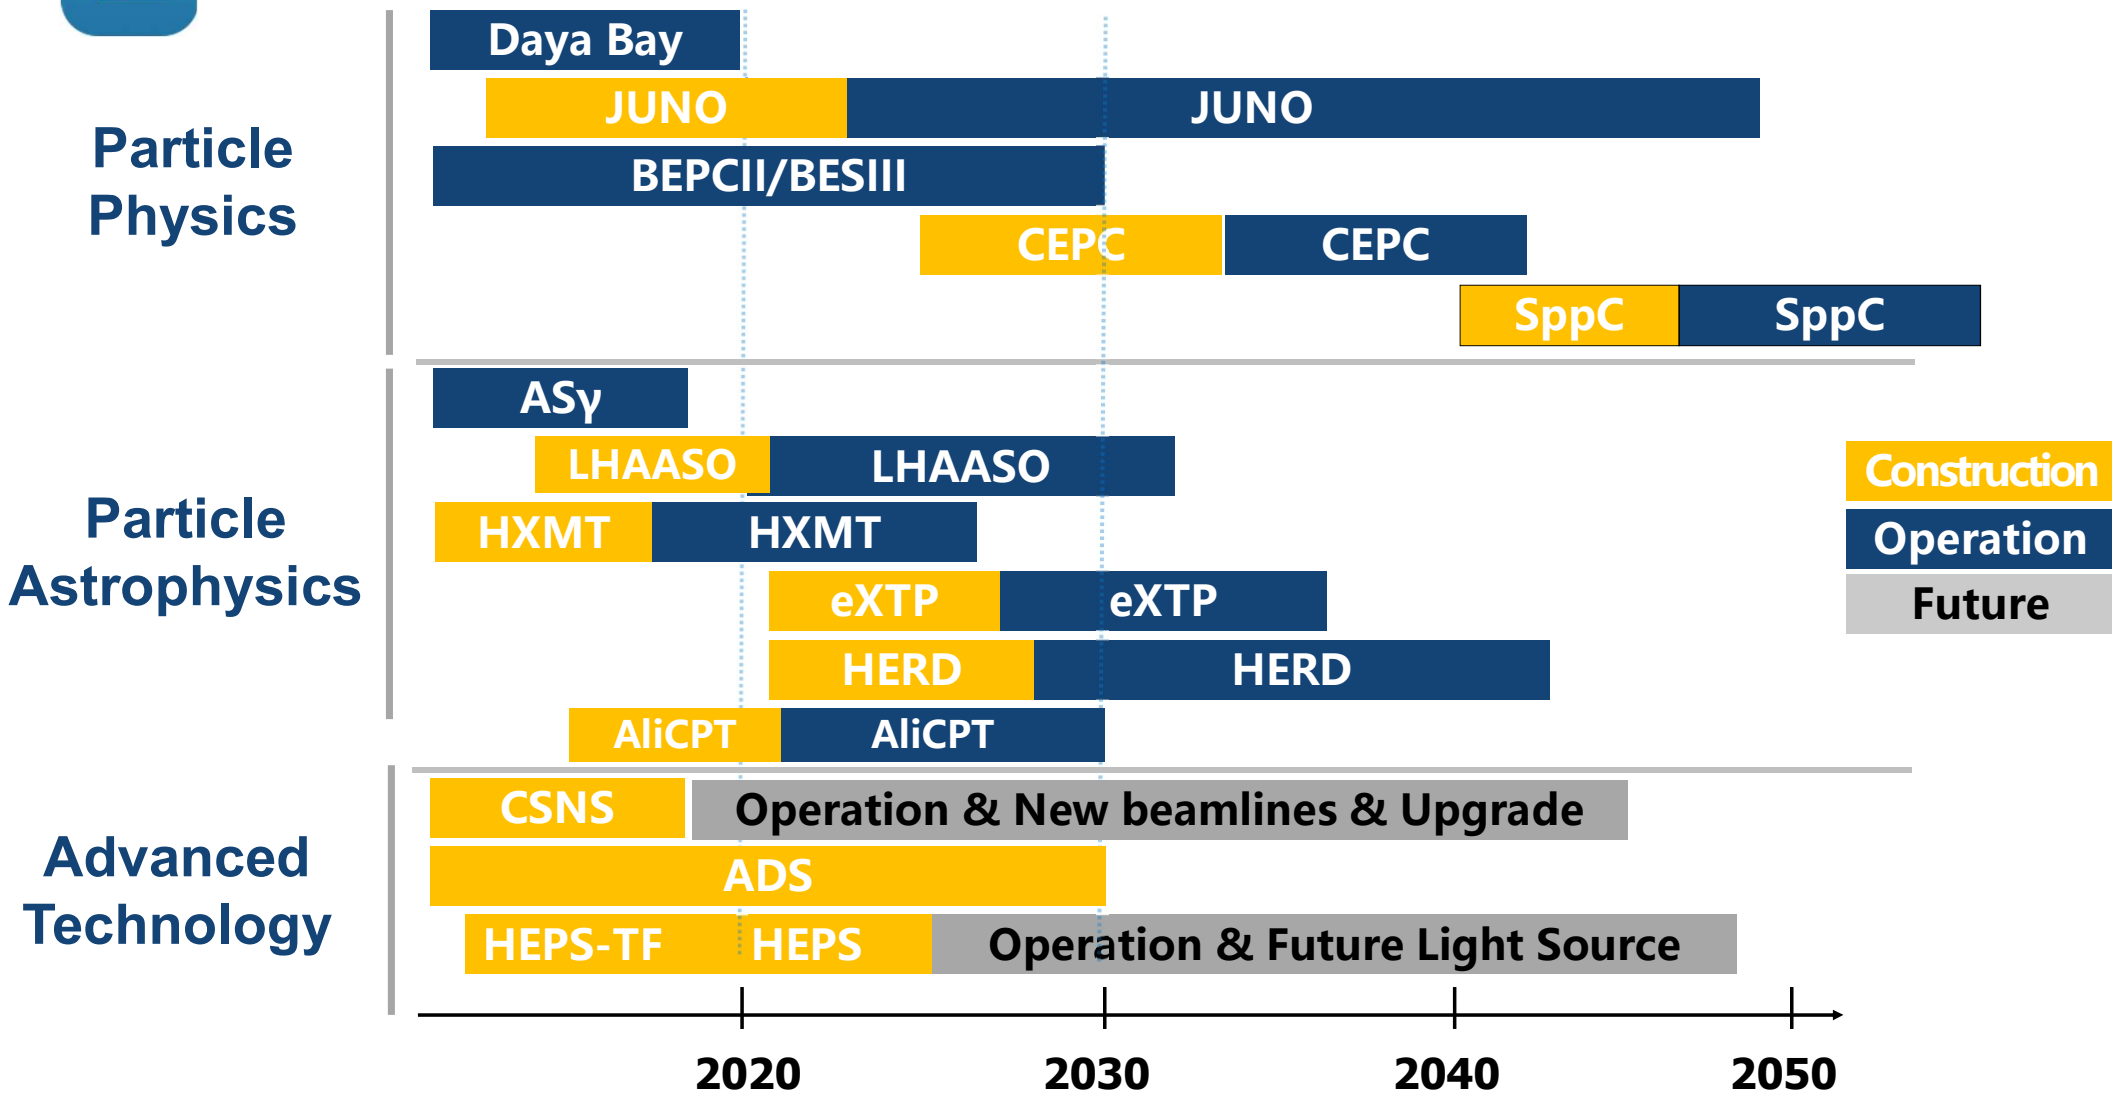 Particle
Physics
Daya Bay
JUNO JUNO
BEPCII/BESIII
CEPC CEPC
SppC SppC
Particle
Astrophysics
ASγ
LHAASO LHAASO
HXMT HXMT
eXTP eXTP
HERD HERD
AliCPT AliCPT
Construction
Operation
Future
Advanced
Technology
CSNS Operation & New beamlines & Upgrade
ADS
HEPS-TF HEPS Operation & Future Light Source
2020 2030 2040 2050